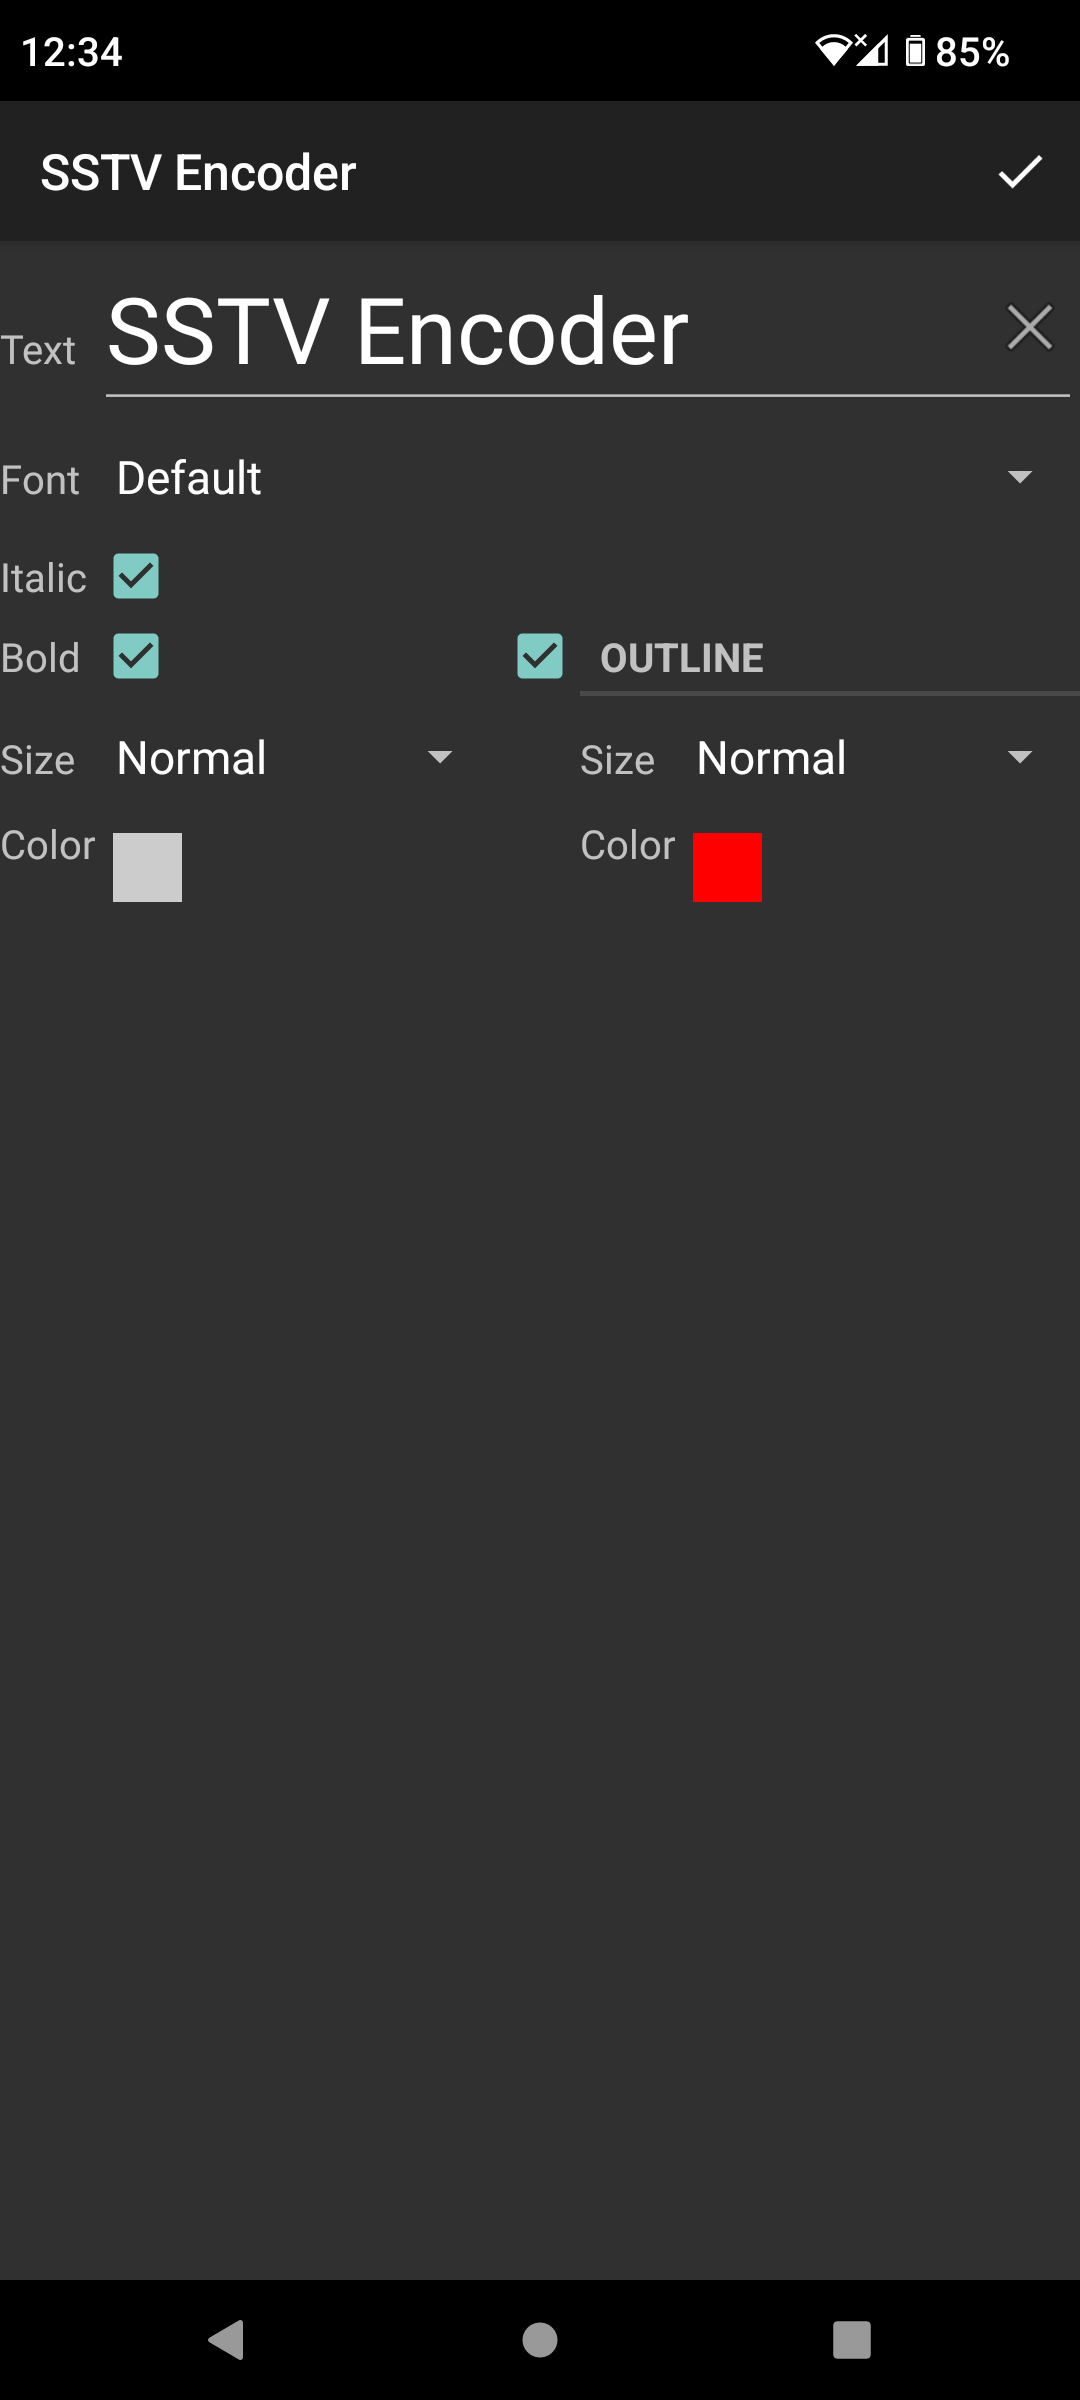 12:34 85%
SSTV Encoder
Text SSTV Encoder
Font Default
Italic
Bold OUTLINE
Size Normal Size Normal
Color Color